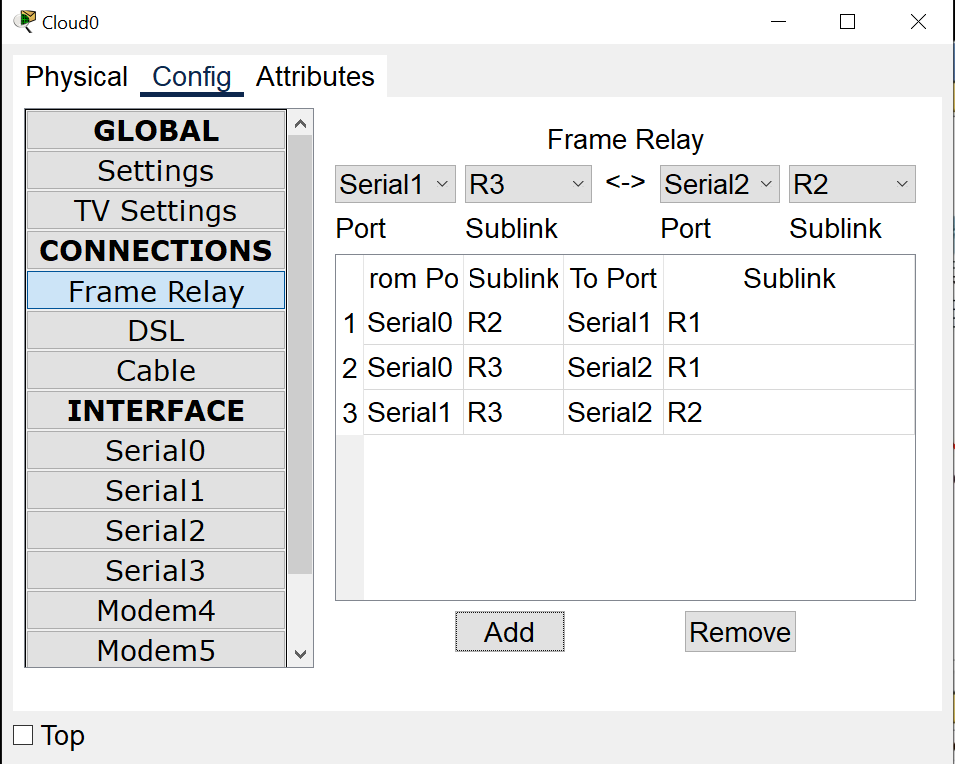 Cloud0
Physical Config Attributes
GLOBAL
Settings
TV Settings
CONNECTIONS
Frame Relay
DSL
Cable
INTERFACE
Serial0
Serial1
Serial2
Serial3
Modem4
Modem5
Frame Relay
Serial1 R3 <-> Serial2 R2
Port Sublink Port Sublink
rom Po Sublink To Port Sublink
1 Serial0 R2 Serial1 R1
2 Serial0 R3 Serial2 R1
3 Serial1 R3 Serial2 R2
Add Remove
Top